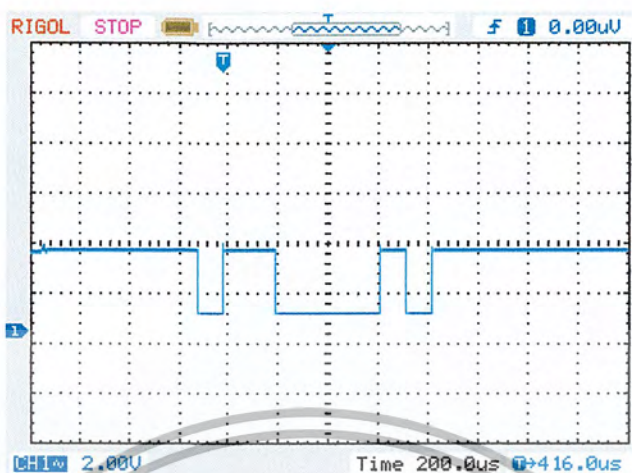 RIGOL STOP T f 1 0.00uV
T
1
CH1~ 2.00V Time 200.0us T→416.0us